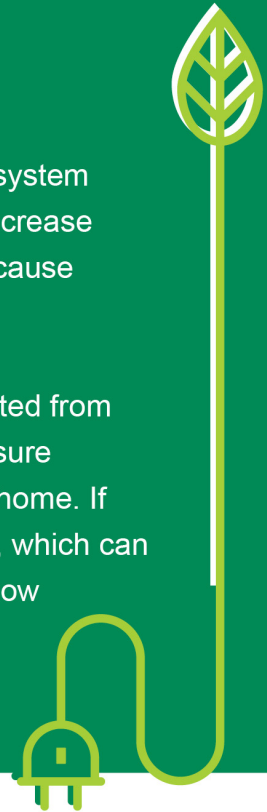 system
crease
cause
ted from
sure
home. If
, which can
ow